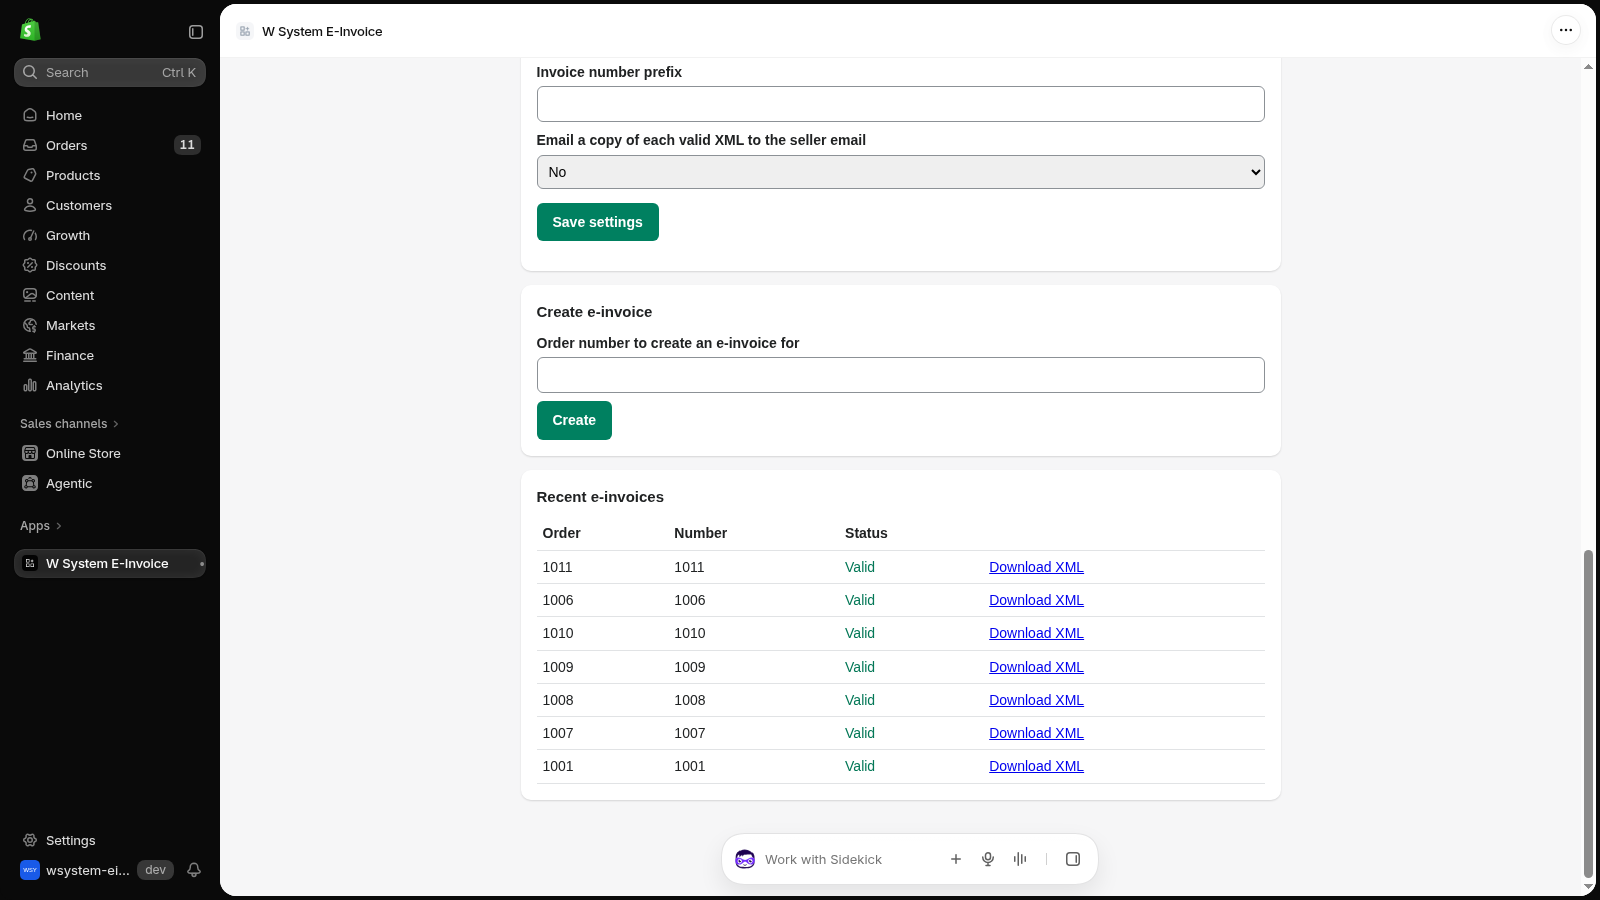 W System E-Invoice
Search Ctrl K
Home
Orders 11
Products
Customers
Growth
Discounts
Content
Markets
Finance
Analytics
Sales channels
Online Store
Agentic
Apps
W System E-Invoice
Settings
WSY wsystem-ei... dev
Invoice number prefix
Email a copy of each valid XML to the seller email
No
Save settings
Create e-invoice
Order number to create an e-invoice for
Create
Recent e-invoices
Order Number Status
1011 1011 Valid Download XML
1006 1006 Valid Download XML
1010 1010 Valid Download XML
1009 1009 Valid Download XML
1008 1008 Valid Download XML
1007 1007 Valid Download XML
1001 1001 Valid Download XML
Work with Sidekick